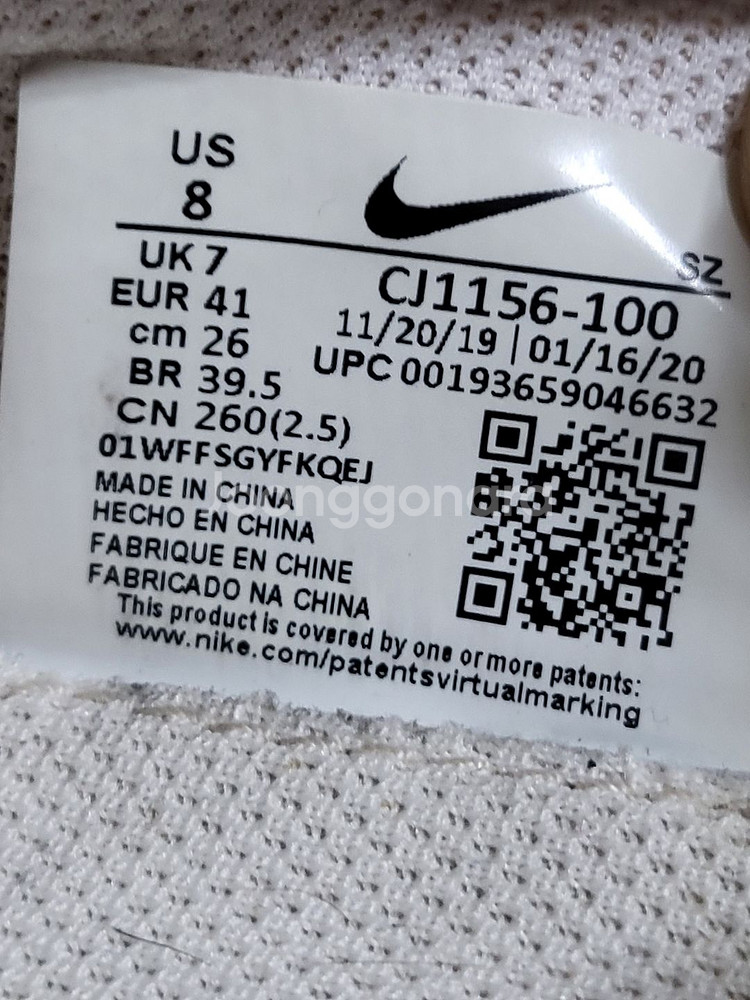 US
8
SZ
UK 7
EUR 41
cm 26
BR 39.5
CN 260(2.5)
01WFFSGYFKQEJ
CJ1156-100
11/20/19 | 01/16/20
UPC 00193659046632
MADE IN CHINA
HECHO EN CHINA
FABRIQUE EN CHINE
FABRICADO NA CHINA
This product is covered by one or more patents:
www.nike.com/patentsvirtualmarking
Joonggonara